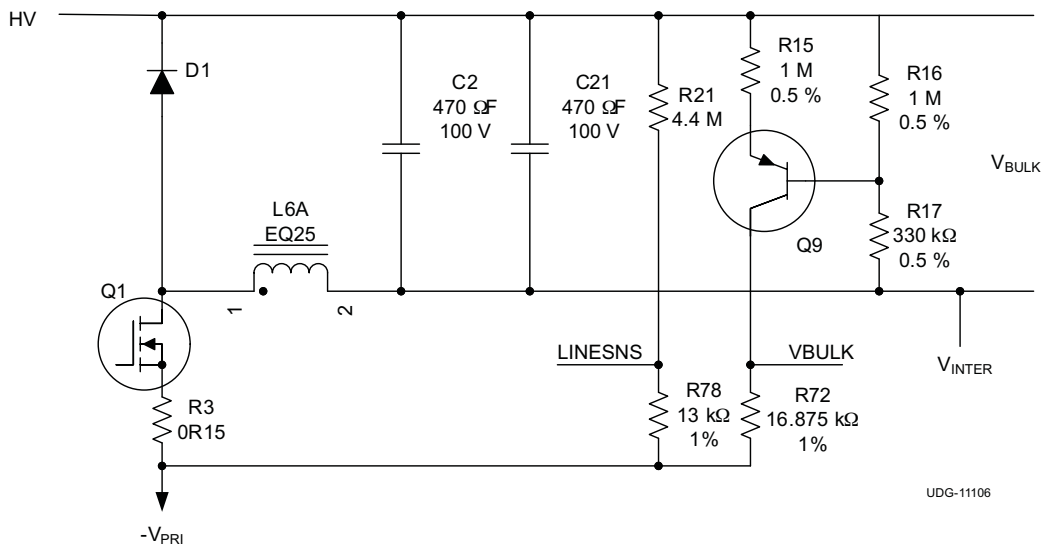 HV
D1
C2
470 ΩF
100 V
C21
470 ΩF
100 V
R21
4.4 M
R15
1 M
0.5 %
R16
1 M
0.5 %
VBULK
R17
330 kΩ
0.5 %
Q9
L6A
EQ25
1
2
Q1
LINESNS
VBULK
VINTER
R3
0R15
R78
13 kΩ
1%
R72
16.875 kΩ
1%
-VPRI
UDG-11106